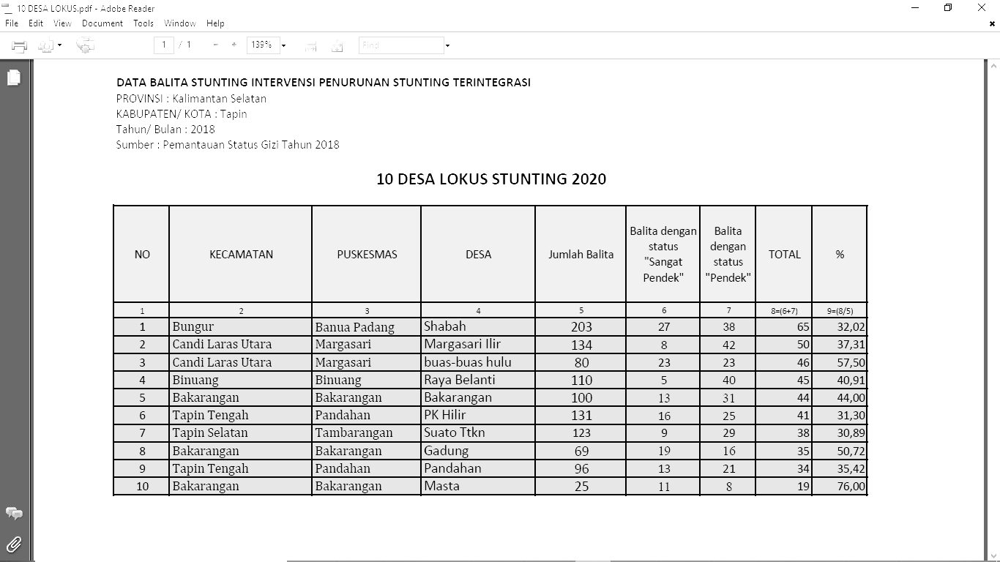 10 DESA LOKUS.pdf - Adobe Reader
File Edit View Document Tools Window Help
1 / 1 139% Find
DATA BALITA STUNTING INTERVENSI PENURUNAN STUNTING TERINTEGRASI
PROVINSI : Kalimantan Selatan
KABUPATEN/ KOTA : Tapin
Tahun/ Bulan : 2018
Sumber : Pemantauan Status Gizi Tahun 2018
10 DESA LOKUS STUNTING 2020
NO KECAMATAN PUSKESMAS DESA Jumlah Balita Balita dengan status "Sangat Pendek" Balita dengan status "Pendek" TOTAL %
1 2 3 4 5 6 7 8=(6+7) 9=(8/5)
1 Bungur Banua Padang Shabah 203 27 38 65 32,02
2 Candi Laras Utara Margasari Margasari Ilir 134 8 42 50 37,31
3 Candi Laras Utara Margasari buas-buas hulu 80 23 23 46 57,50
4 Binuang Binuang Raya Belanti 110 5 40 45 40,91
5 Bakarangan Bakarangan Bakarangan 100 13 31 44 44,00
6 Tapin Tengah Pandahan PK Hilir 131 16 25 41 31,30
7 Tapin Selatan Tambarangan Suato Ttkn 123 9 29 38 30,89
8 Bakarangan Bakarangan Gadung 69 19 16 35 50,72
9 Tapin Tengah Pandahan Pandahan 96 13 21 34 35,42
10 Bakarangan Bakarangan Masta 25 11 8 19 76,00